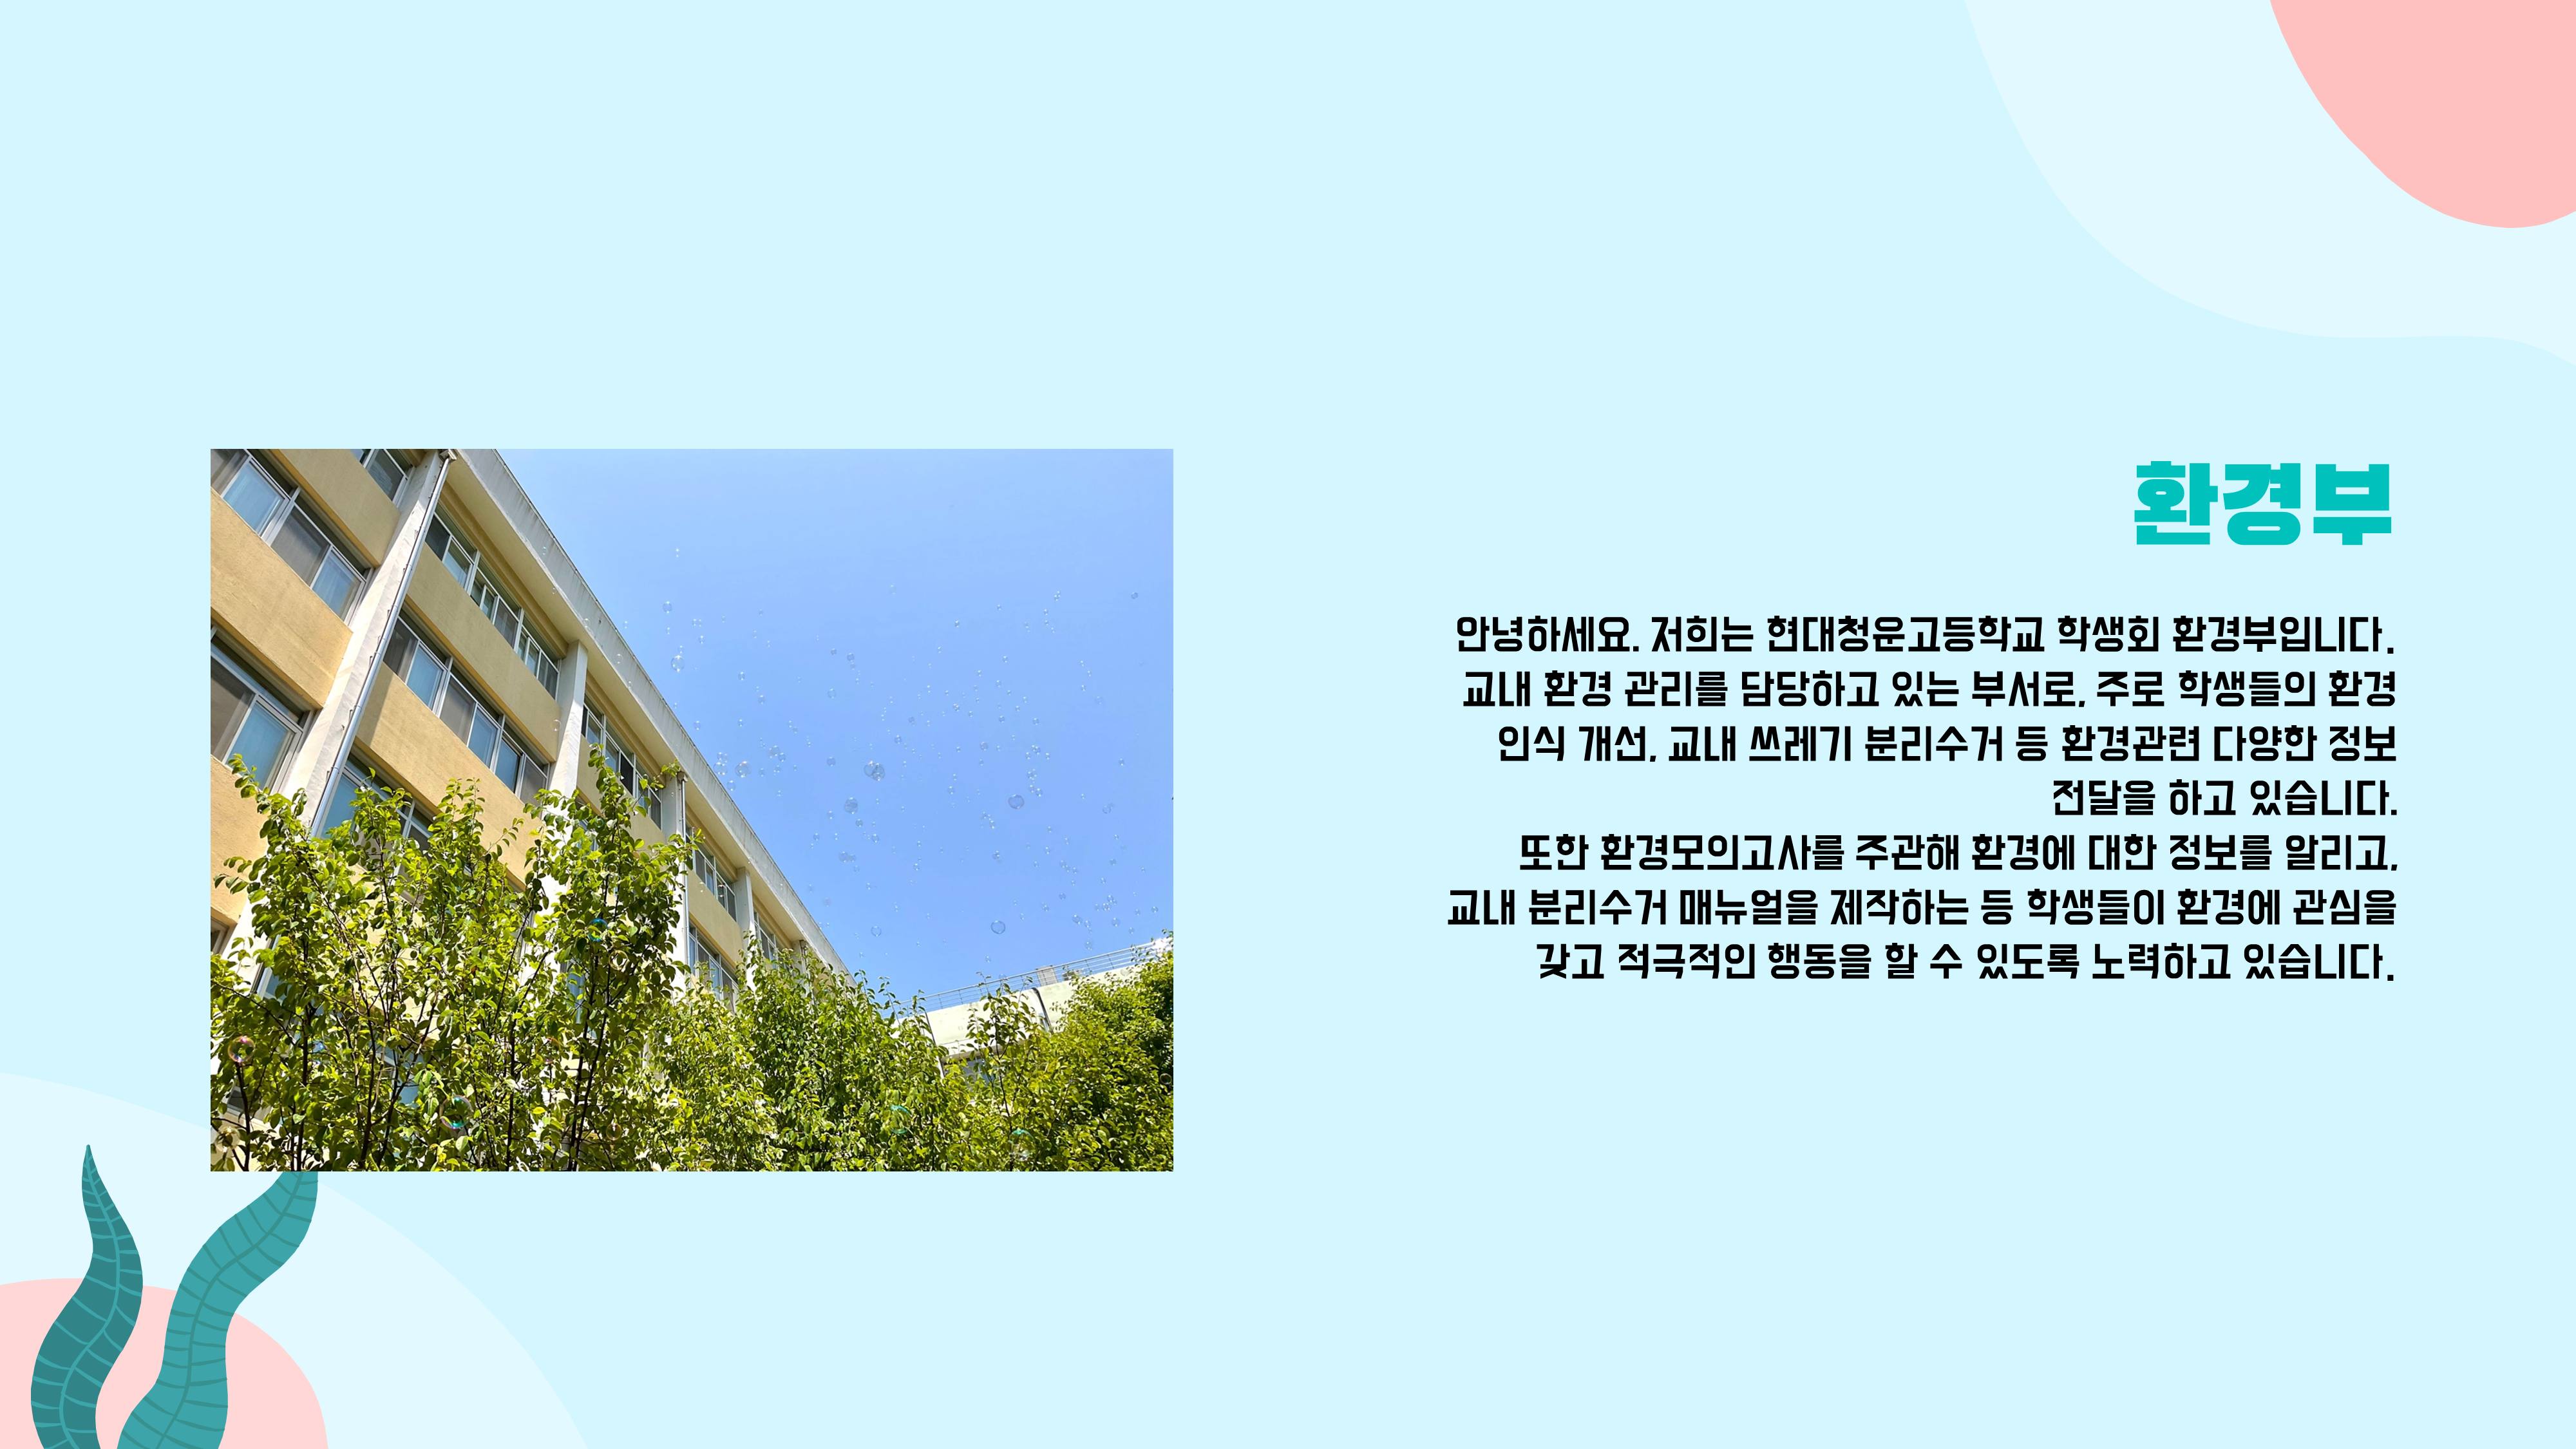 환경부
안녕하세요. 저희는 현대청운고등학교 학생회 환경부입니다.
교내 환경 관리를 담당하고 있는 부서로, 주로 학생들의 환경
인식 개선, 교내 쓰레기 분리수거 등 환경관련 다양한 정보
전달을 하고 있습니다.
또한 환경모의고사를 주관해 환경에 대한 정보를 알리고,
교내 분리수거 매뉴얼을 제작하는 등 학생들이 환경에 관심을
갖고 적극적인 행동을 할 수 있도록 노력하고 있습니다.